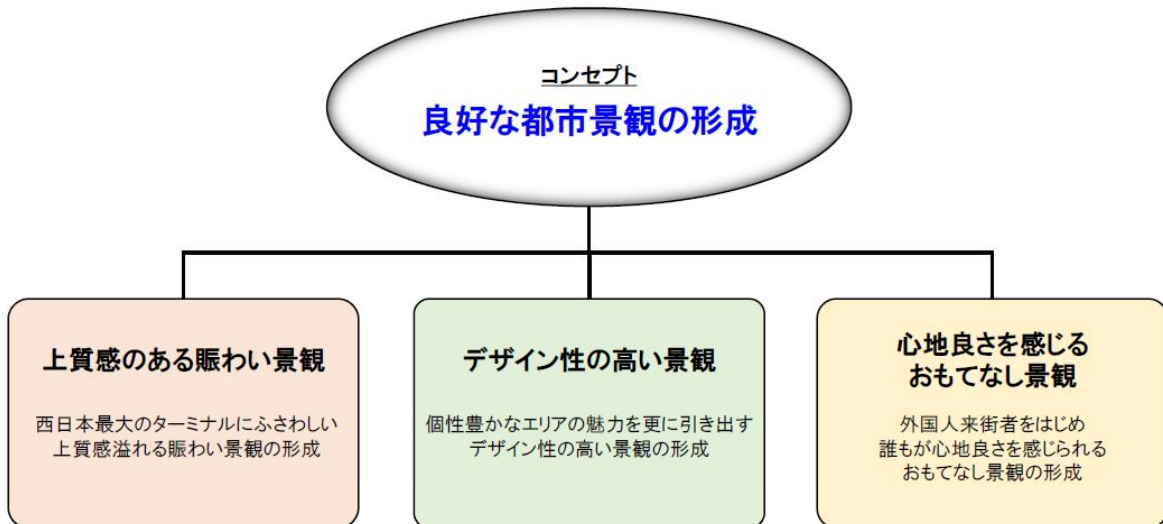 コンセプト
良好な都市景観の形成
上質感のある賑わい景観
西日本最大のターミナルにふさわしい
上質感溢れる賑わい景観の形成
デザイン性の高い景観
個性豊かなエリアの魅力を更に引き出す
デザイン性の高い景観の形成
心地良さを感じる
おもてなし景観
外国人来街者をはじめ
誰もが心地良さを感じられる
おもてなし景観の形成